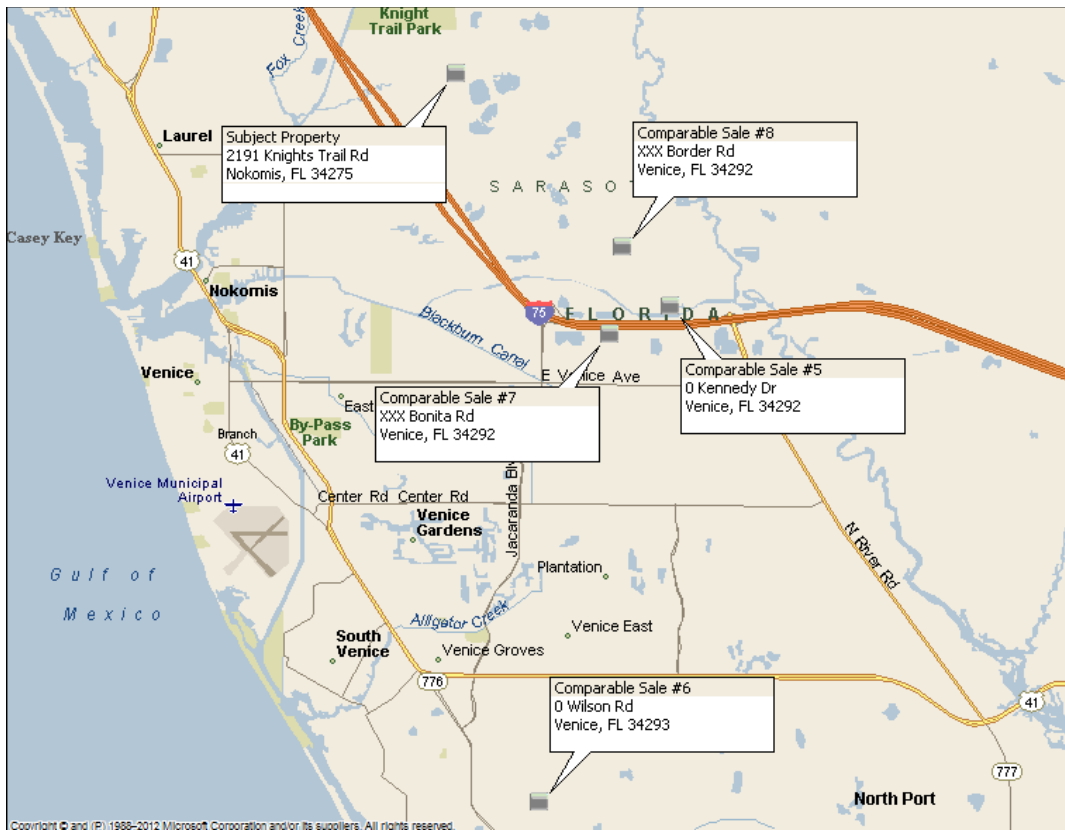 Knight
Trail Park
Fox Creek
Laurel
Subject Property
2191 Knights Trail Rd
Nokomis, FL 34275
Comparable Sale #8
XXX Border Rd
Venice, FL 34292
SARASOT
Casey Key
41
Nokomis
75
FLORIDA
Blackburn Canal
Venice
E Venice Ave
Comparable Sale #5
0 Kennedy Dr
Venice, FL 34292
Comparable Sale #7
XXX Bonita Rd
Venice, FL 34292
East
By-Pass
Park
Branch
41
Venice Municipal
Airport
Center Rd Center Rd
Jacaranda Blv
Venice
Gardens
N River Rd
Plantation
Gulf of
Mexico
Alligator Creek
Venice East
South
Venice
Venice Groves
776
Comparable Sale #6
0 Wilson Rd
Venice, FL 34293
41
777
North Port
Copyright © and (P) 1988–2012 Microsoft Corporation and/or its suppliers. All rights reserved.